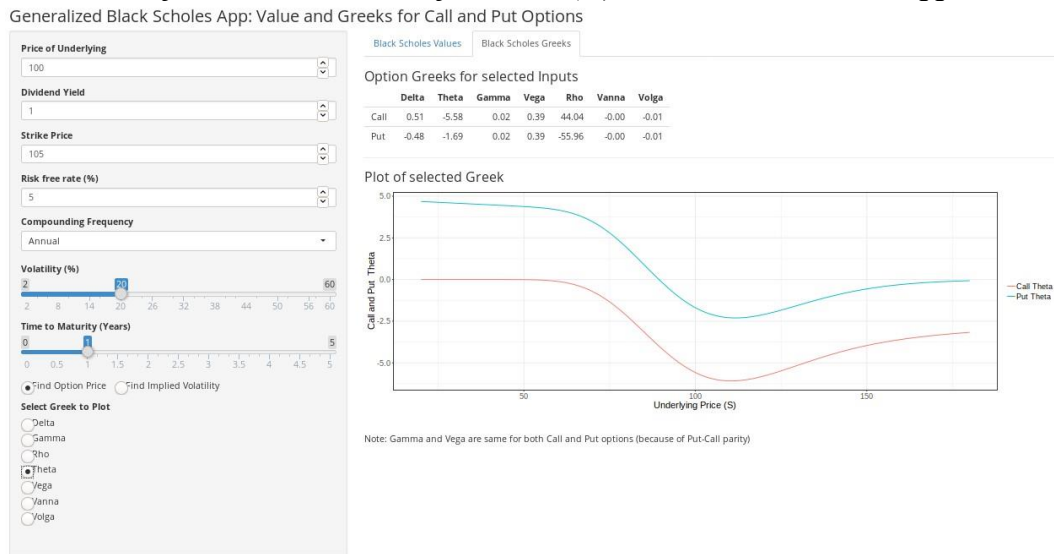 Generalized Black Scholes App: Value and Greeks for Call and Put Options
Price of Underlying
100
Dividend Yield
1
Strike Price
105
Risk free rate (%)
5
Compounding Frequency
Annual
Volatility (%)
2 20 60
2 8 14 20 26 32 38 44 50 56 60
Time to Maturity (Years)
0 1 5
0 0.5 1 1.5 2 2.5 3 3.5 4 4.5 5
Find Option Price Find Implied Volatility
Select Greek to Plot
Delta
Gamma
Rho
Theta
Vega
Vanna
Volga
Black Scholes Values Black Scholes Greeks
Option Greeks for selected Inputs
Delta Theta Gamma Vega Rho Vanna Volga
Call 0.51 -5.58 0.02 0.39 44.04 -0.00 -0.01
Put -0.48 -1.69 0.02 0.39 -55.96 -0.00 -0.01
Plot of selected Greek
Call and Put Theta
5.0
2.5
0.0
-2.5
-5.0
50 100 150
Underlying Price (S)
Call Theta
Put Theta
Note: Gamma and Vega are same for both Call and Put options (because of Put-Call parity)